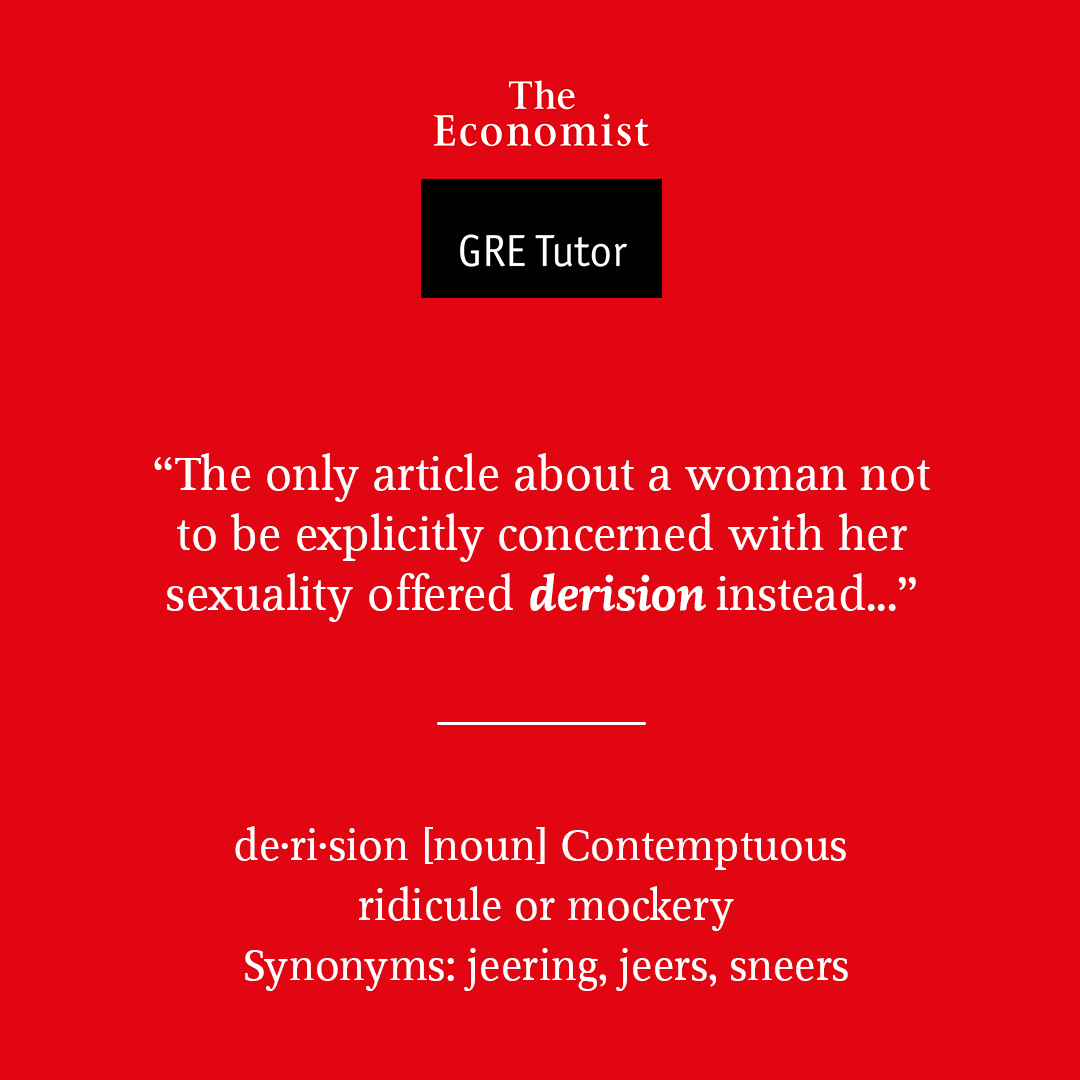 The
Economist
GRE Tutor
“The only article about a woman not
to be explicitly concerned with her
sexuality offered derision instead...”
de·ri·sion [noun] Contemptuous
ridicule or mockery
Synonyms: jeering, jeers, sneers